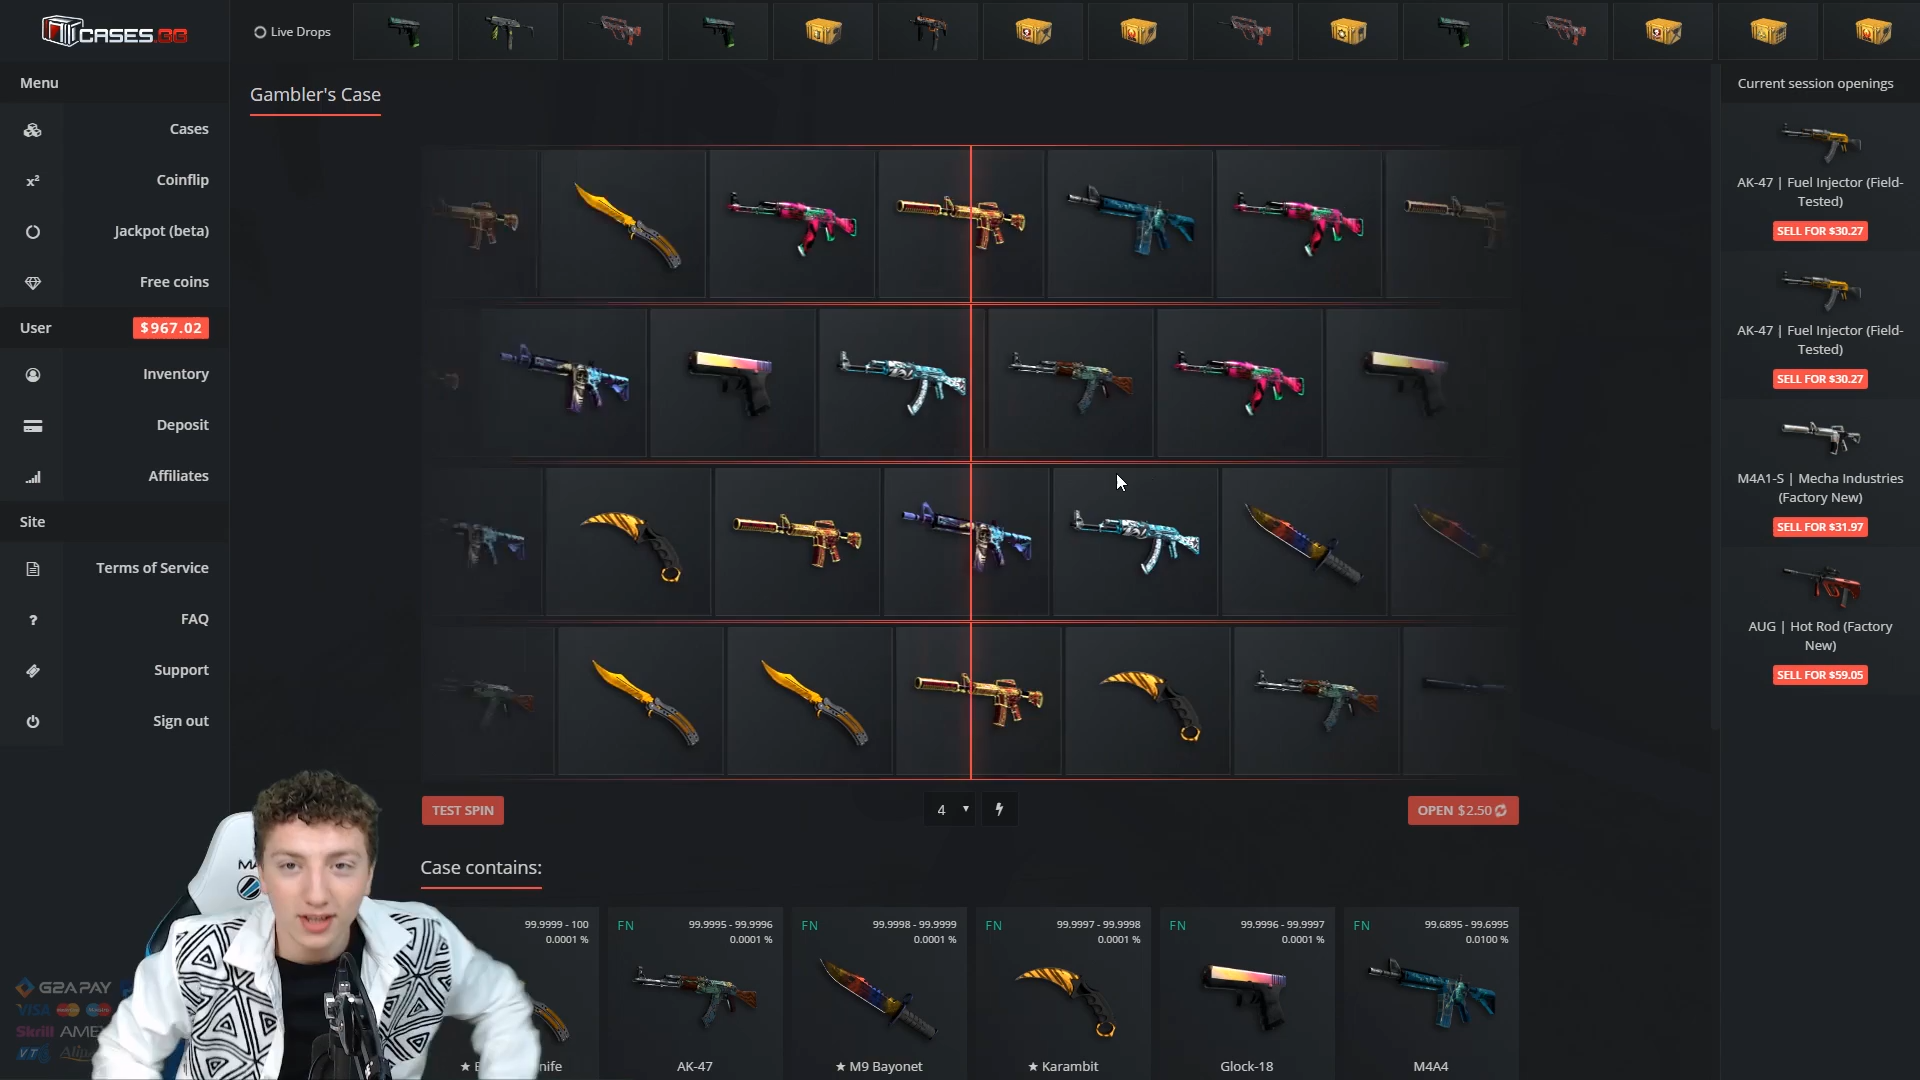 CASES.GG
Live Drops
Menu
Cases
Coinflip
Jackpot (beta)
Free coins
User
$967.02
Inventory
Deposit
Affiliates
Site
Terms of Service
FAQ
Support
Sign out
G2A PAY
VISA
Skrill AME
Gambler's Case
TEST SPIN
4
OPEN $2.50
Case contains:
99.9999 - 100
0.0001 %
FN
99.9995 - 99.9996
0.0001 %
AK-47
FN
99.9998 - 99.9999
0.0001 %
★ M9 Bayonet
FN
99.9997 - 99.9998
0.0001 %
★ Karambit
FN
99.9996 - 99.9997
0.0001 %
Glock-18
FN
99.6895 - 99.6995
0.0100 %
M4A4
Current session openings
AK-47 | Fuel Injector (Field-
Tested)
SELL FOR $30.27
AK-47 | Fuel Injector (Field-
Tested)
SELL FOR $30.27
M4A1-S | Mecha Industries
(Factory New)
SELL FOR $31.97
AUG | Hot Rod (Factory
New)
SELL FOR $59.05